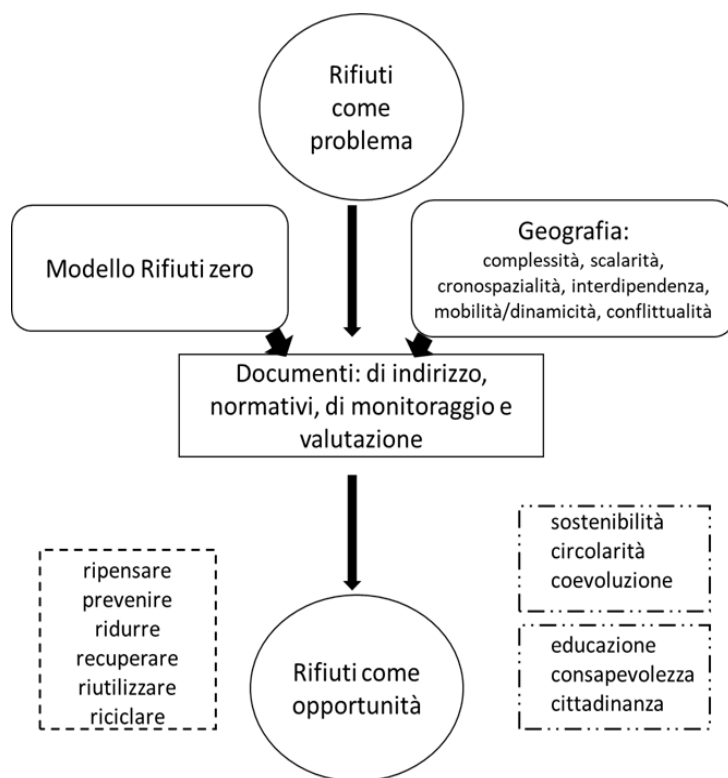 Rifiuti
come
problema
Modello Rifiuti zero
Geografia:
complessità, scalarità,
cronospazialità, interdipendenza,
mobilità/dinamicità, conflittualità
Documenti: di indirizzo,
normativi, di monitoraggio e
valutazione
ripensare
prevenire
ridurre
recuperare
riutilizzare
riciclare
Rifiuti come
opportunità
sostenibilità
circolarità
coevoluzione
educazione
consapevolezza
cittadinanza